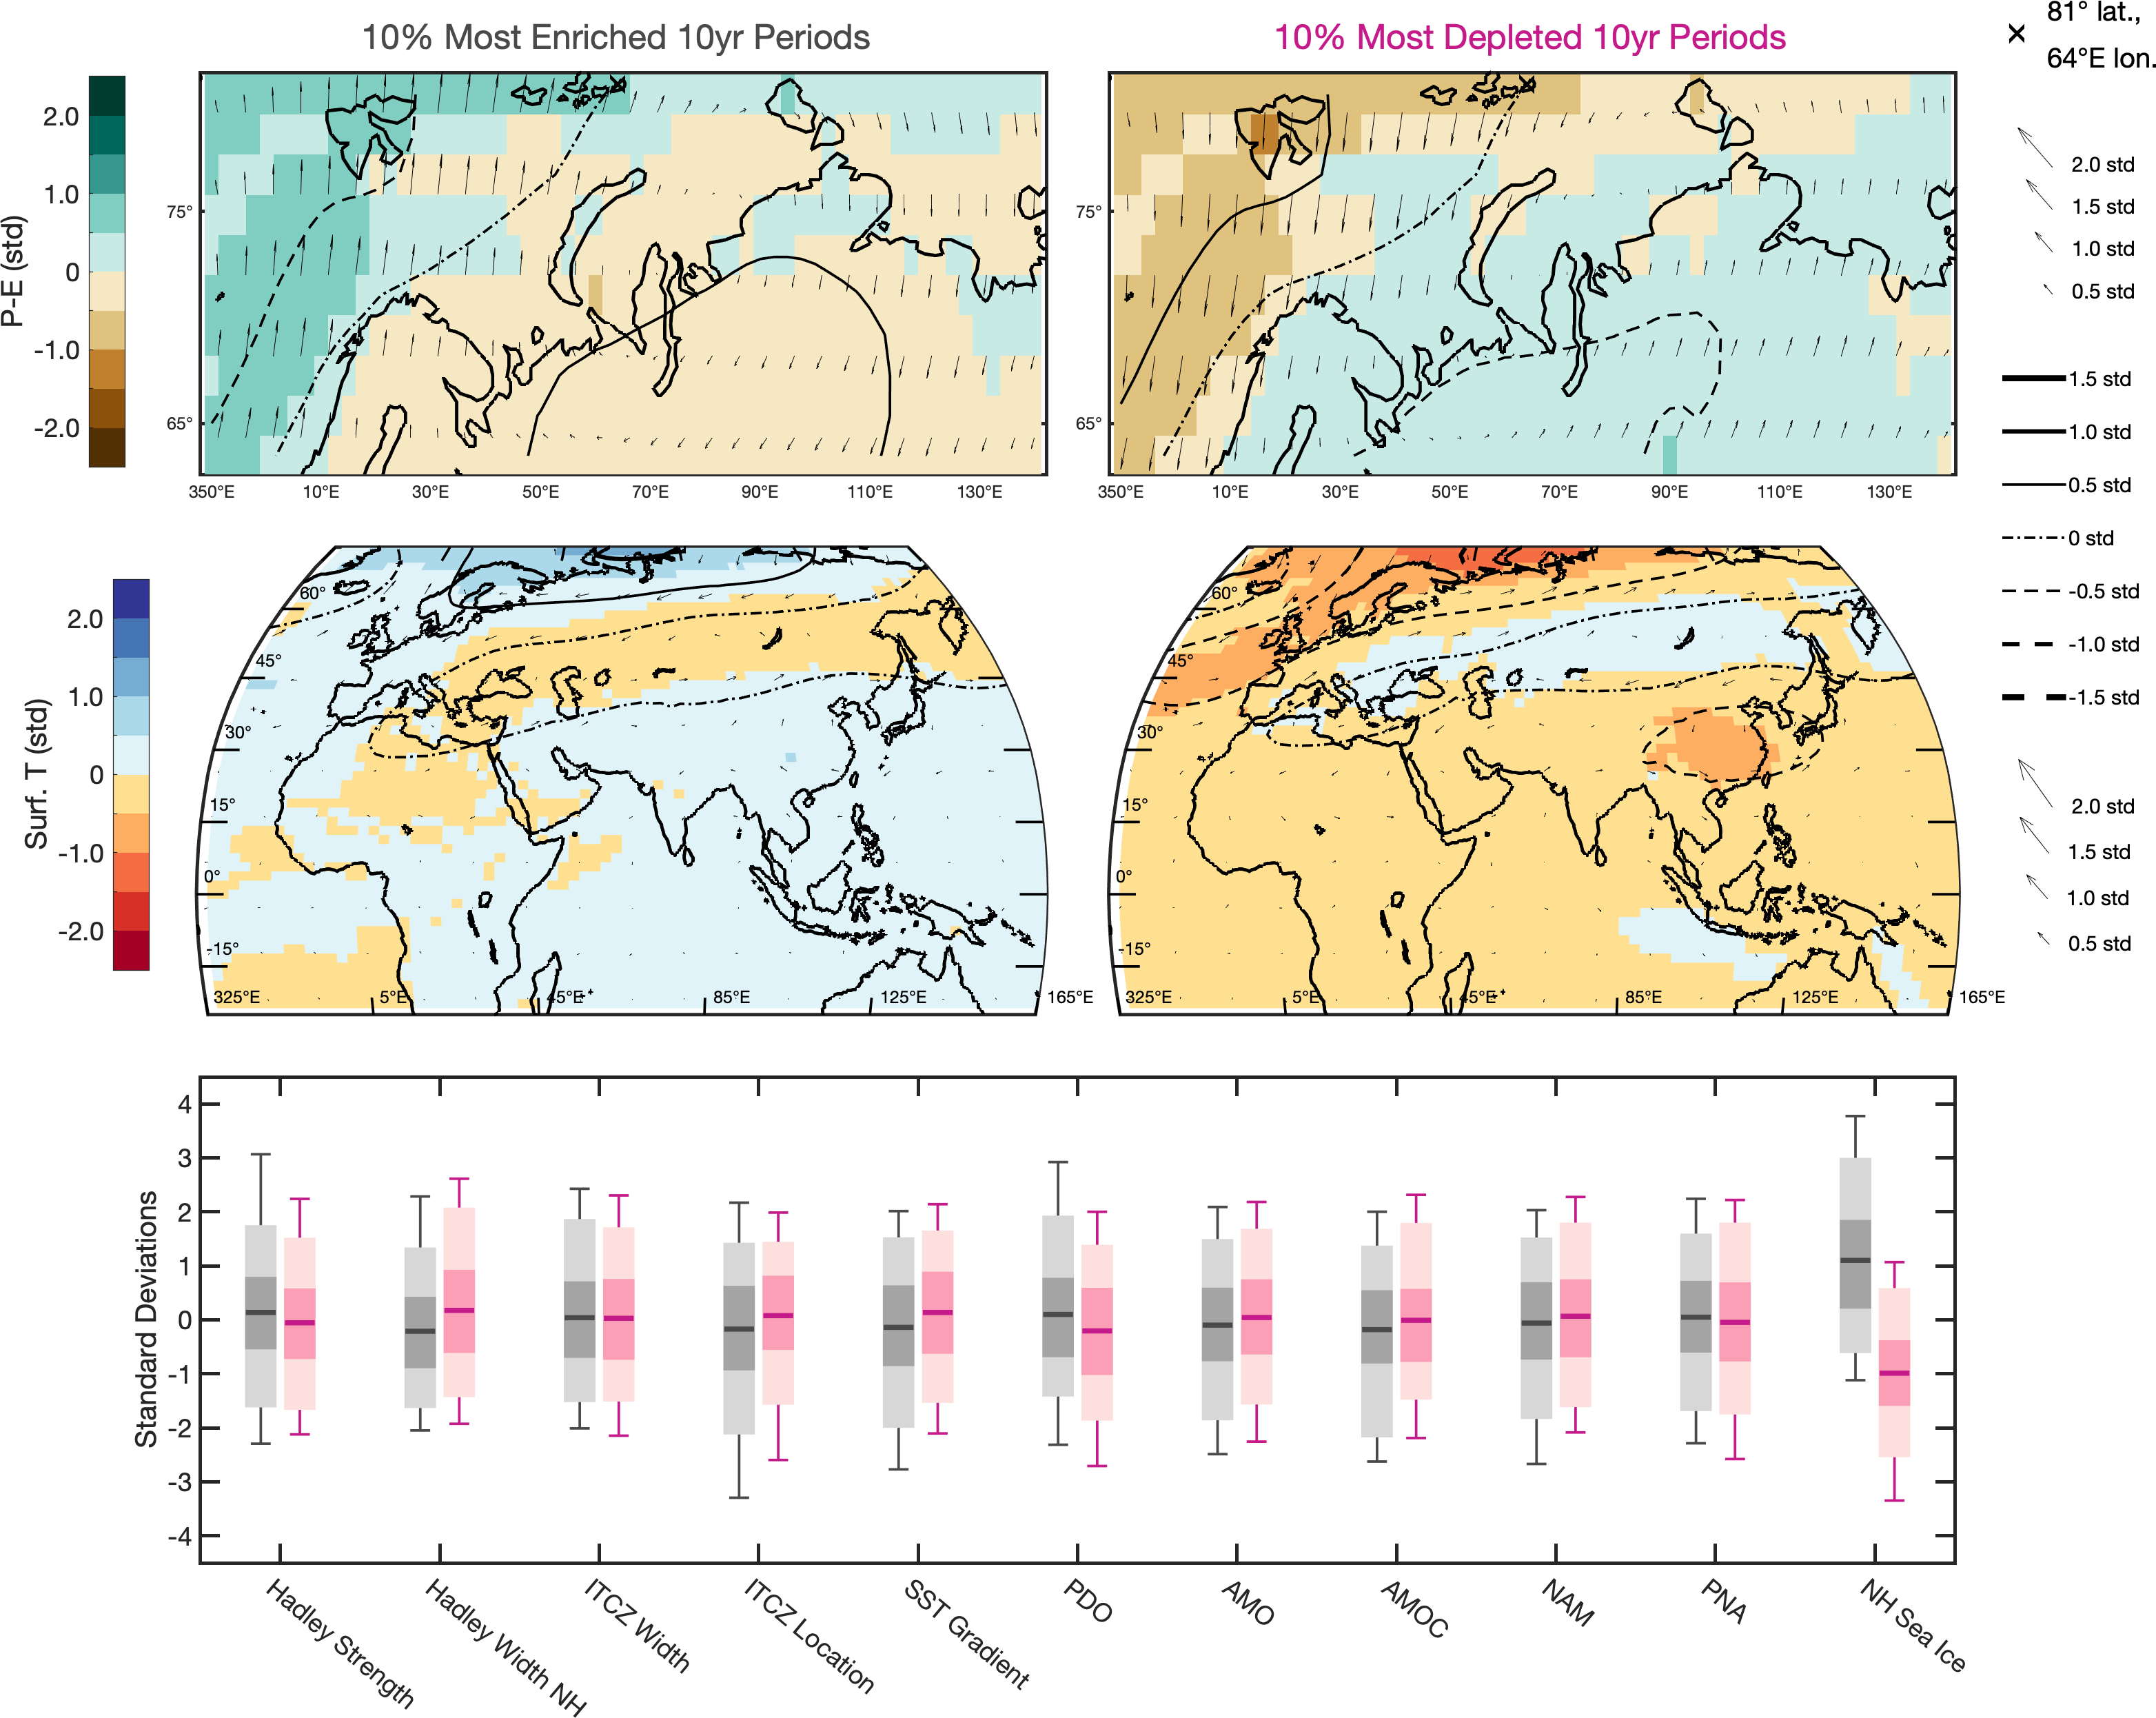 10% Most Enriched 10yr Periods
10% Most Depleted 10yr Periods
81° lat.,
64°E lon.
P-E (std)
2.0
1.0
0
-1.0
-2.0
75°
65°
350°E 10°E 30°E 50°E 70°E 90°E 110°E 130°E
75°
65°
350°E 10°E 30°E 50°E 70°E 90°E 110°E 130°E
2.0 std
1.5 std
1.0 std
0.5 std
1.5 std
1.0 std
0.5 std
0 std
-0.5 std
-1.0 std
-1.5 std
2.0 std
1.5 std
1.0 std
0.5 std
Surf. T (std)
2.0
1.0
0
-1.0
-2.0
60°
45°
30°
15°
0°
-15°
325°E 5°E 45°E 85°E 125°E 165°E
60°
45°
30°
15°
0°
-15°
325°E 5°E 45°E 85°E 125°E 165°E
Standard Deviations
4
3
2
1
0
-1
-2
-3
-4
Hadley Strength
Hadley Width NH
ITCZ Width
ITCZ Location
SST Gradient
PDO
AMO
AMOC
NAM
PNA
NH Sea Ice